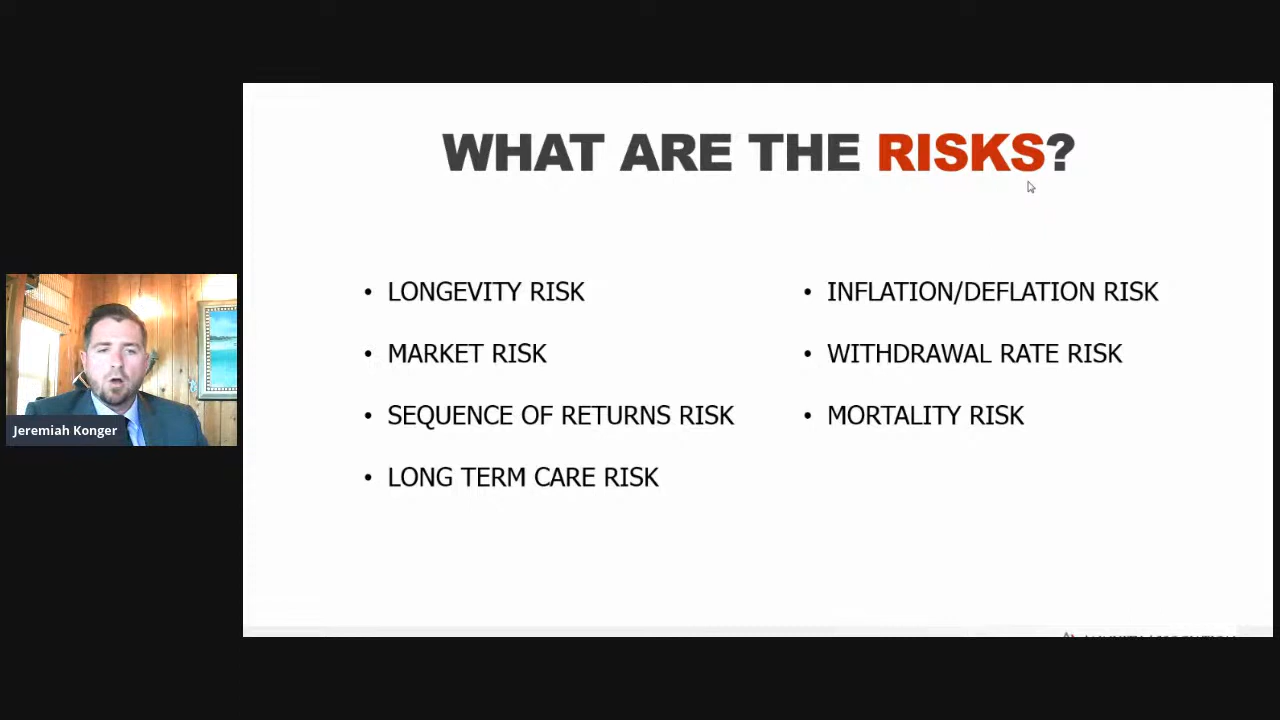 WHAT ARE THE RISKS?
• LONGEVITY RISK
• MARKET RISK
• SEQUENCE OF RETURNS RISK
• LONG TERM CARE RISK
• INFLATION/DEFLATION RISK
• WITHDRAWAL RATE RISK
• MORTALITY RISK
Jeremiah Konger